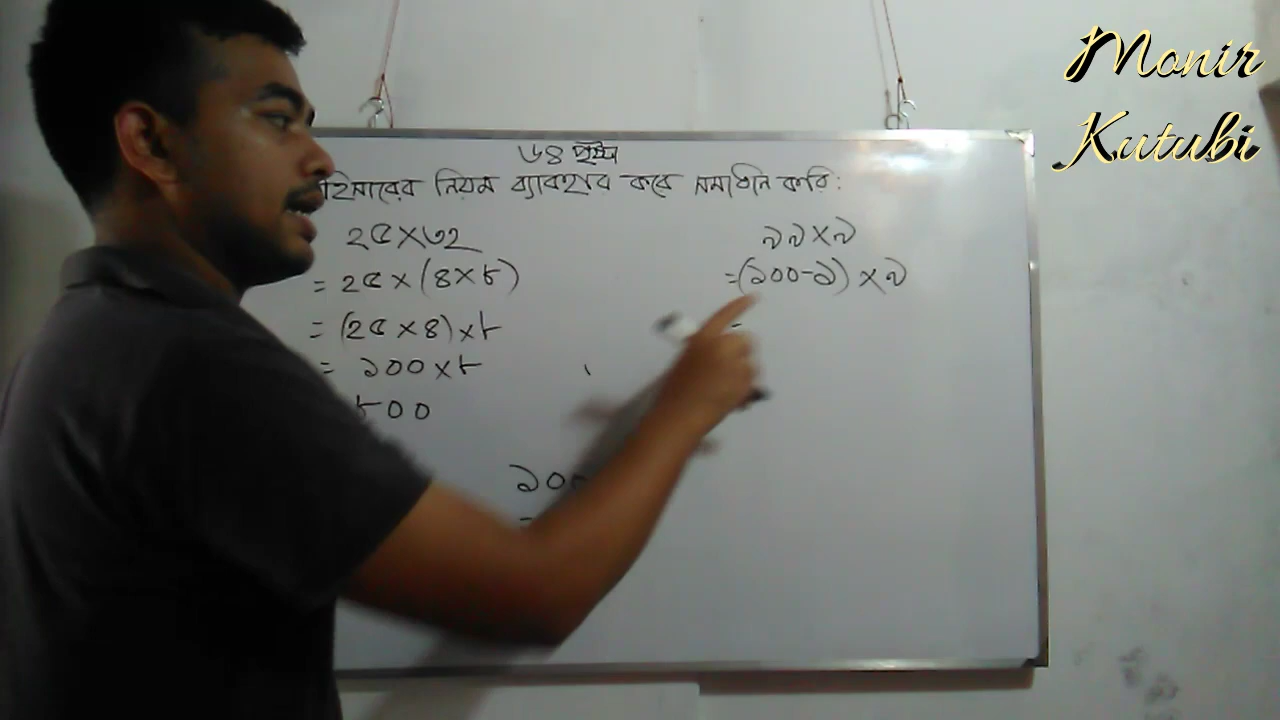 Monir
Kutubi
৬৪ পৃষ্ঠা
হিসাবের নিয়ম ব্যাবহার করে সমাধান করি:
২৫×৩২
= ২৫×(৪×৮)
= (২৫×৪)×৮
= ১০০×৮
৮০০
৯৯×৯
=(১০০-১)×৯
=
১০০
=